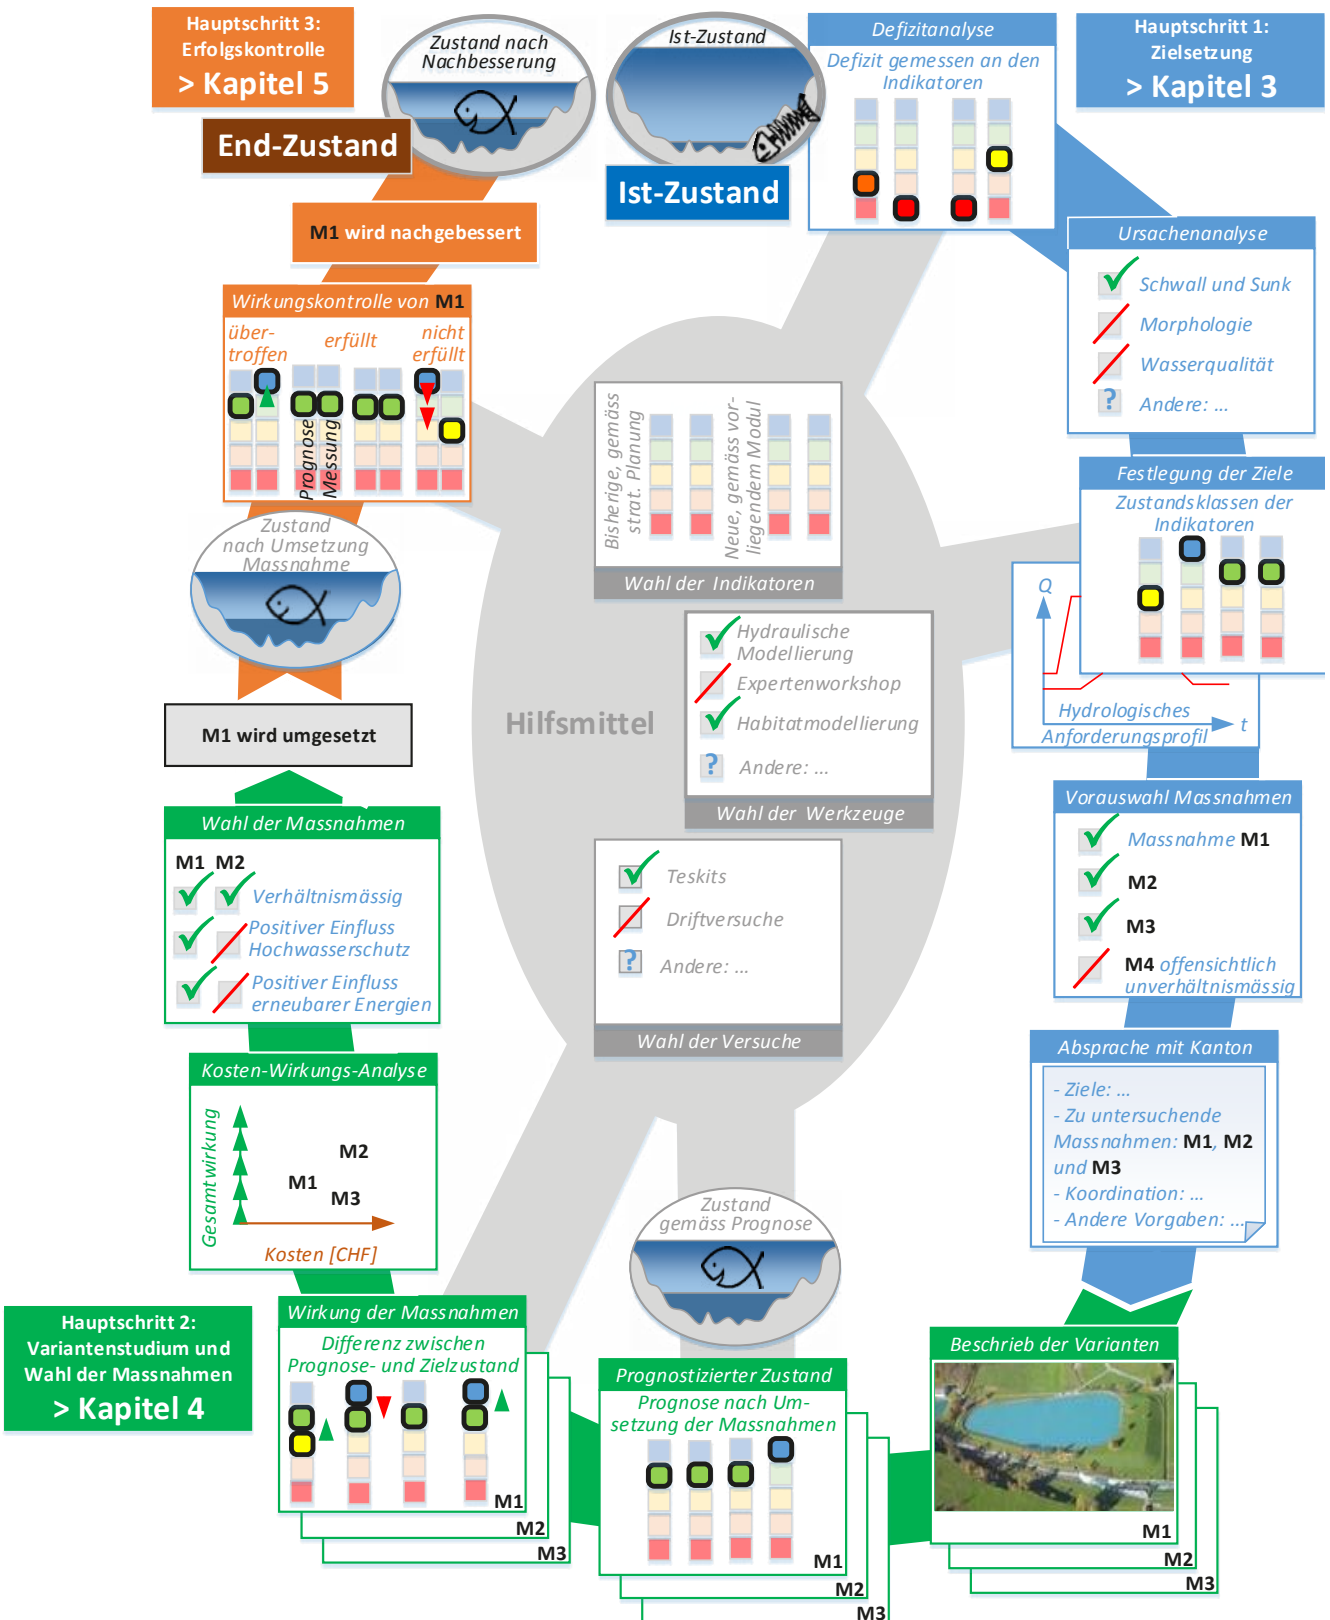 Hauptschritt 3:
Erfolgskontrolle
> Kapitel 5
Zustand nach
Nachbesserung
End-Zustand
Ist-Zustand
Ist-Zustand
Defizitanalyse
Defizit gemessen an den
Indikatoren
Hauptschritt 1:
Zielsetzung
> Kapitel 3
Ursachenanalyse
Schwall und Sunk
Morphologie
Wasserqualität
? Andere: ...
Festlegung der Ziele
Zustandsklassen der
Indikatoren
Q
t
Hydrologisches
Anforderungsprofil
Vorauswahl Massnahmen
Massnahme M1
M2
M3
M4 offensichtlich
unverhältnismässig
Absprache mit Kanton
- Ziele: ...
- Zu untersuchende
Massnahmen: M1, M2
und M3
- Koordination: ...
- Andere Vorgaben: ...
Beschrieb der Varianten
M1
M2
M3
Prognostizierter Zustand
Prognose nach Um-
setzung der Massnahmen
M1
M2
M3
Zustand
gemäss Prognose
Wirkung der Massnahmen
Differenz zwischen
Prognose- und Zielzustand
M1
M2
M3
Hauptschritt 2:
Variantenstudium und
Wahl der Massnahmen
> Kapitel 4
Kosten-Wirkungs-Analyse
Gesamtwirkung
M2
M1
M3
Kosten [CHF]
Wahl der Massnahmen
M1 M2
Verhältnismässig
Positiver Einfluss
Hochwasserschutz
Positiver Einfluss
erneubarer Energien
M1 wird umgesetzt
Zustand
nach Umsetzung
Massnahme
Wirkungskontrolle von M1
über-
troffen
erfüllt
nicht
erfüllt
Prognose
Messung
M1 wird nachgebessert
Hilfsmittel
Bisherige, gemäss
strat. Planung
Neue, gemäss vor-
liegendem Modul
Wahl der Indikatoren
Hydraulische
Modellierung
Expertenworkshop
Habitatmodellierung
? Andere: ...
Wahl der Werkzeuge
Teskits
Driftversuche
? Andere: ...
Wahl der Versuche